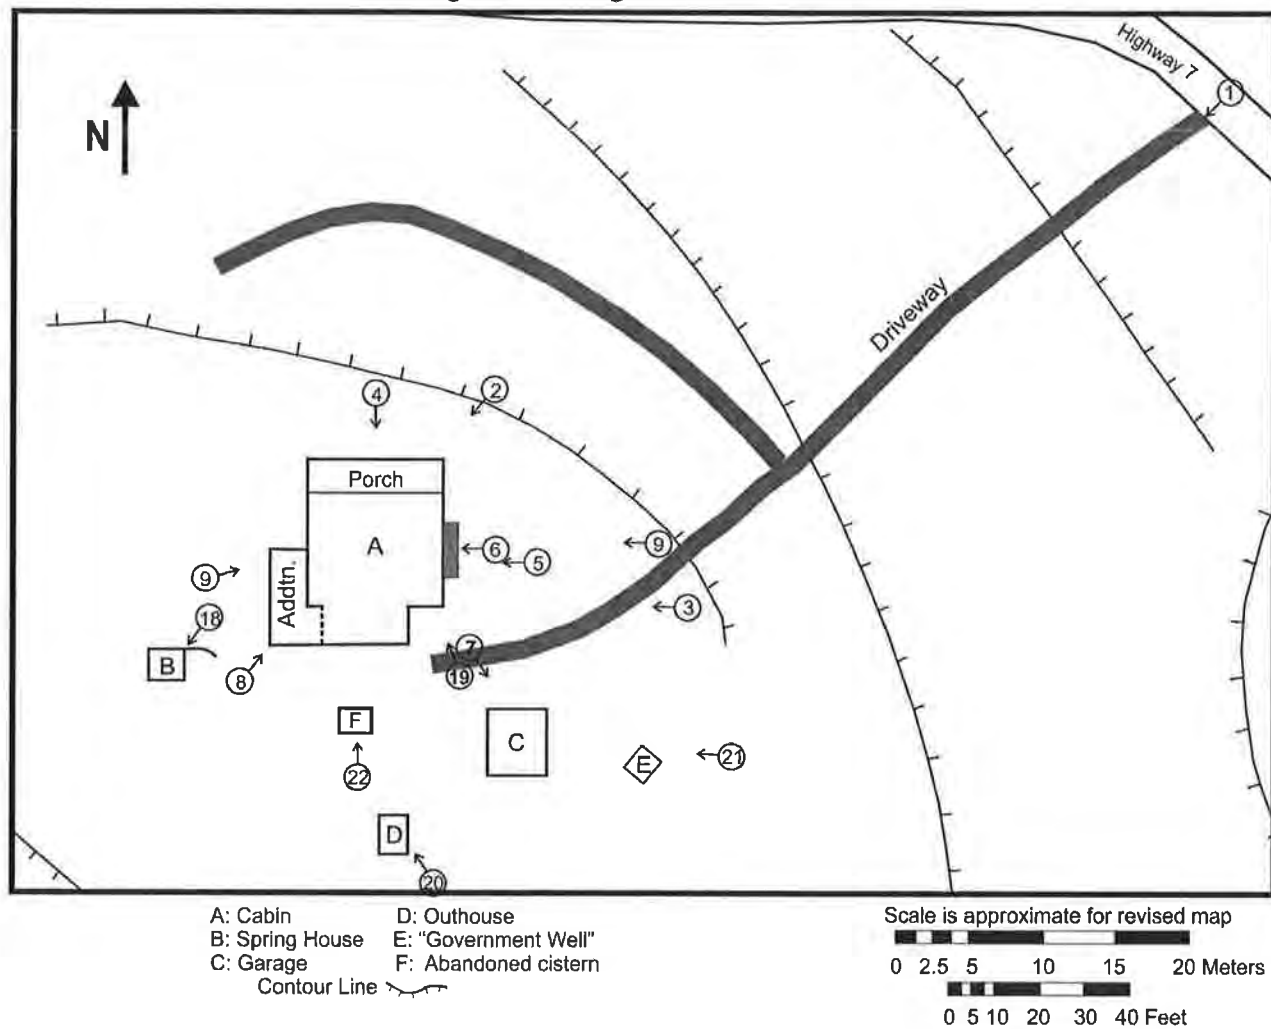 Highway 7
1
N
Driveway
2
4
Porch
A
9
6
5
9
Addtn.
3
18
7
B
8
19
F
C
E
21
22
D
20
A: Cabin
D: Outhouse
B: Spring House
E: "Government Well"
C: Garage
F: Abandoned cistern
Contour Line
Scale is approximate for revised map
0 2.5 5 10 15 20 Meters
0 5 10 20 30 40 Feet